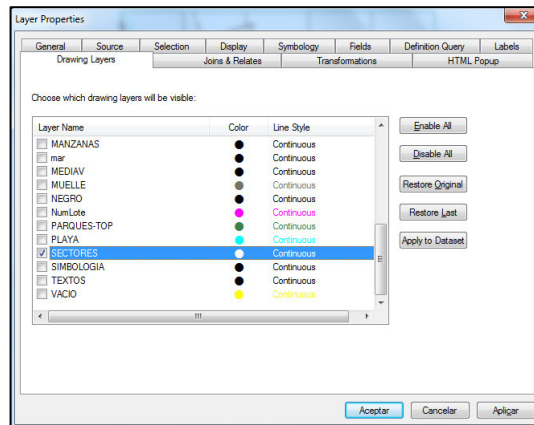 Layer Properties
General Source Selection Display Symbology Fields Definition Query Labels
Drawing Layers Joins & Relates Transformations HTML Popup
Choose which drawing layers will be visible:
Layer Name Color Line Style
MANZANAS Continuous
mar Continuous
MEDIAV Continuous
MUELLE Continuous
NEGRO Continuous
NumLote Continuous
PARQUES-TOP Continuous
PLAYA Continuous
SECTORES Continuous
SIMBOLOGIA Continuous
TEXTOS Continuous
VACIO Continuous
Enable All
Disable All
Restore Original
Restore Last
Apply to Dataset
Aceptar Cancelar Aplicar